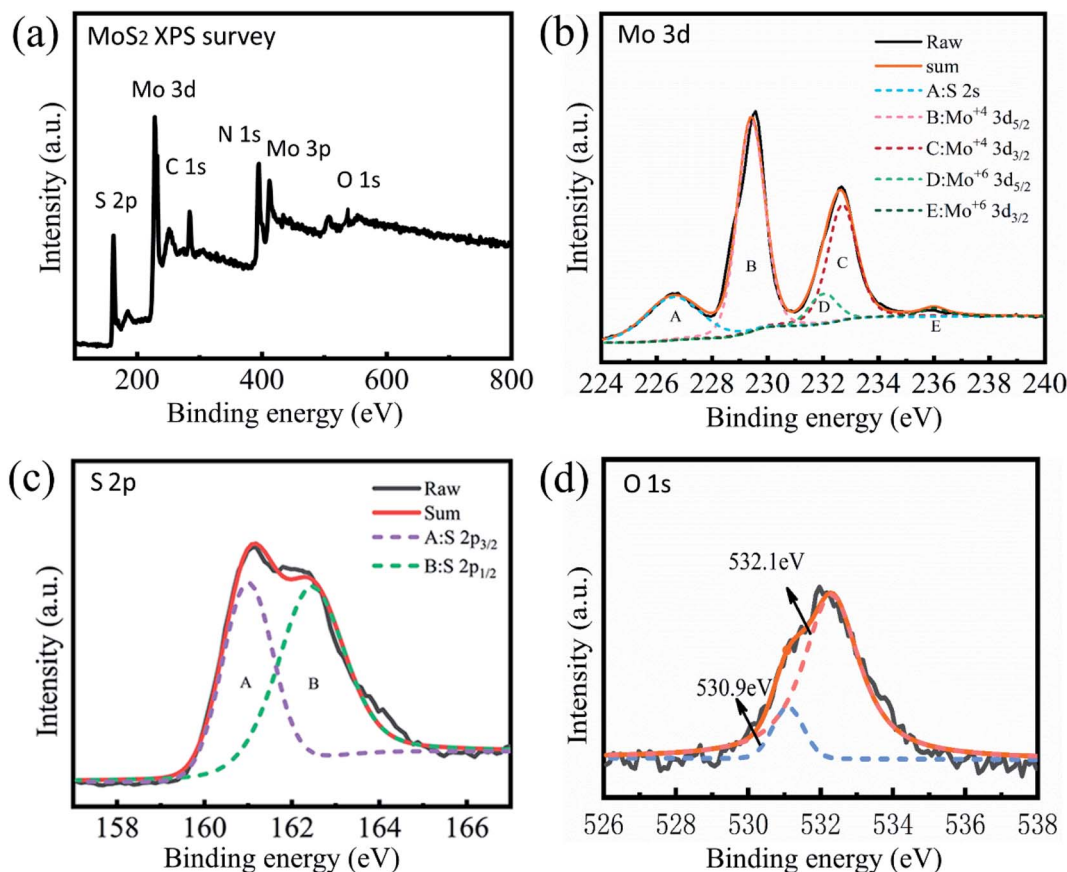 (a)
MoS₂ XPS survey
Mo 3d
N 1s
C 1s
Mo 3p
O 1s
S 2p
Intensity (a.u.)
200 400 600 800
Binding energy (eV)
(b)
Mo 3d
Raw
sum
A:S 2s
B:Mo⁺⁴ 3d₅/₂
C:Mo⁺⁴ 3d₃/₂
D:Mo⁺⁶ 3d₅/₂
E:Mo⁺⁶ 3d₃/₂
A
B
C
D
E
Intensity (a.u.)
224 226 228 230 232 234 236 238 240
Binding energy (eV)
(c)
S 2p
Raw
Sum
A:S 2p₃/₂
B:S 2p₁/₂
A
B
Intensity (a.u.)
158 160 162 164 166
Binding energy (eV)
(d)
O 1s
532.1eV
530.9eV
Intensity (a.u.)
526 528 530 532 534 536 538
Binding energy (eV)